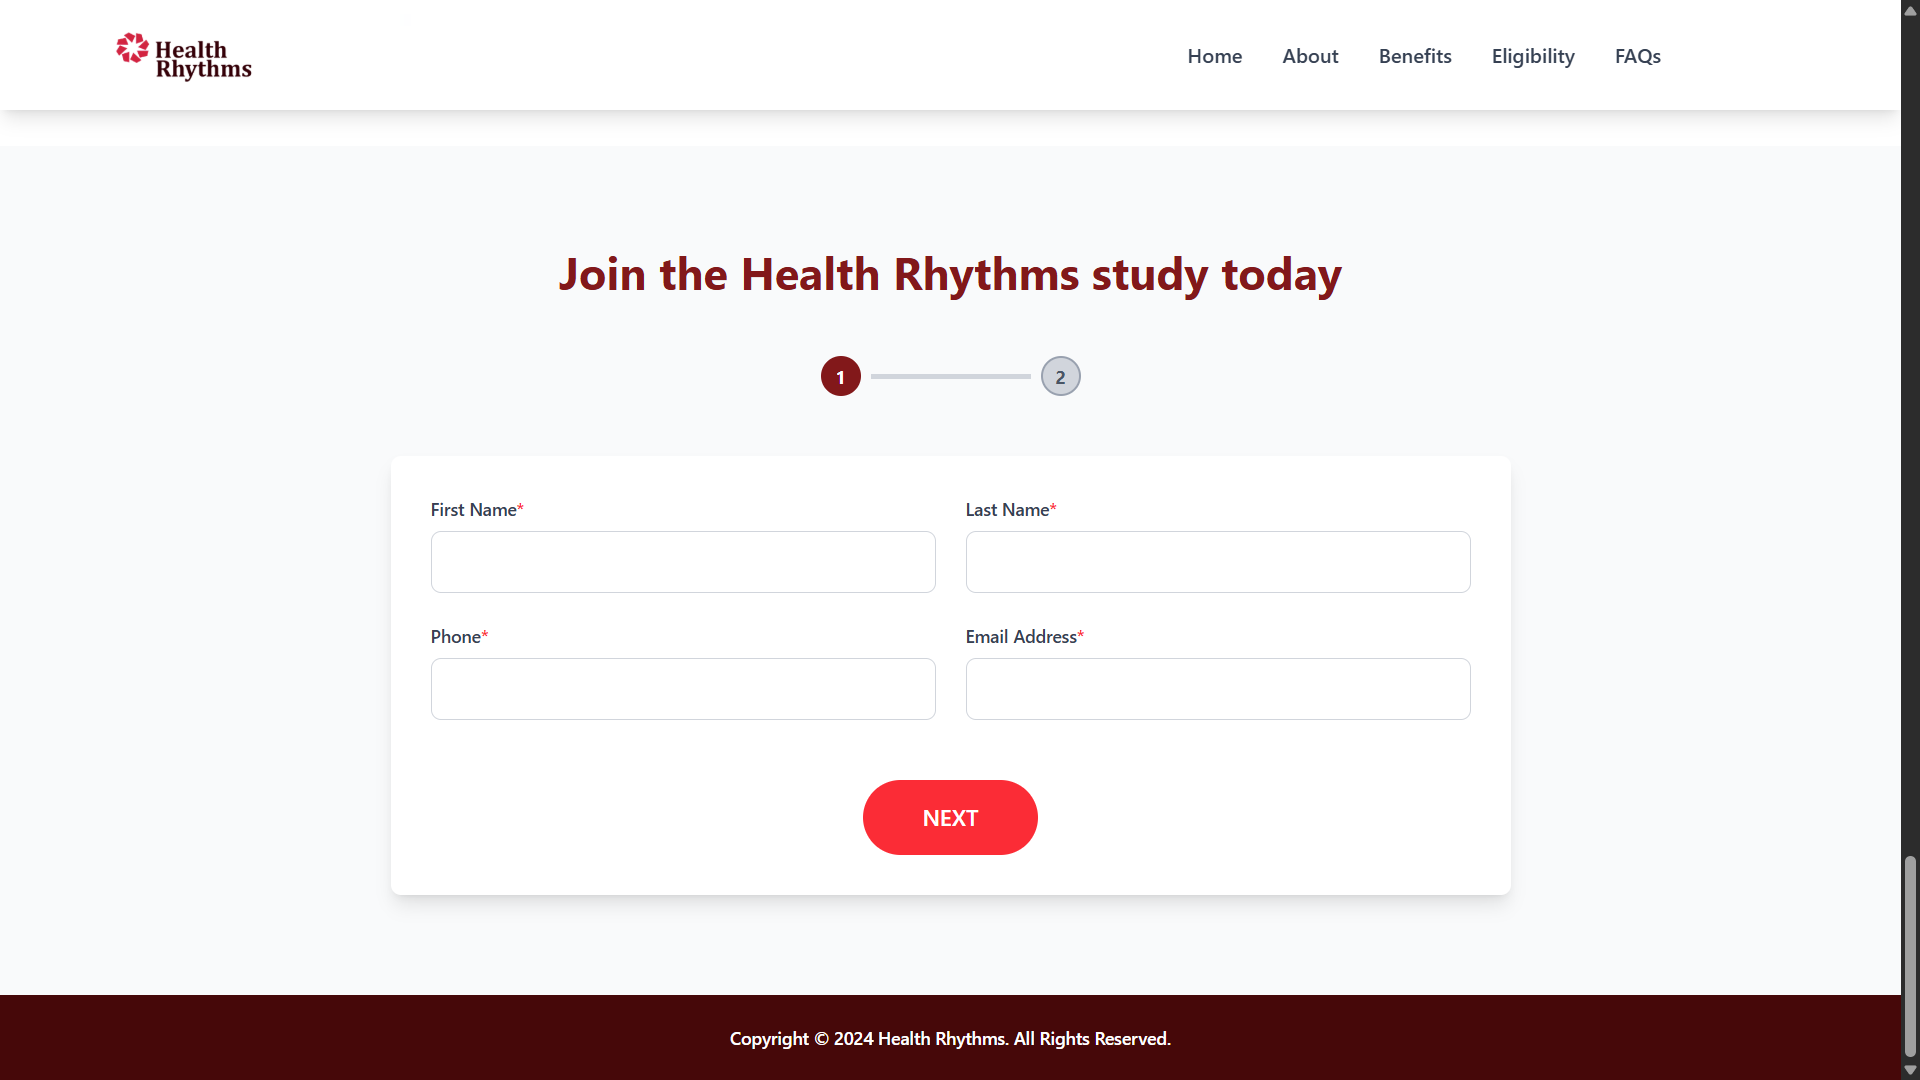 Health
Rhythms
Home
About
Benefits
Eligibility
FAQs
Join the Health Rhythms study today
1
2
First Name*
Last Name*
Phone*
Email Address*
NEXT
Copyright © 2024 Health Rhythms. All Rights Reserved.